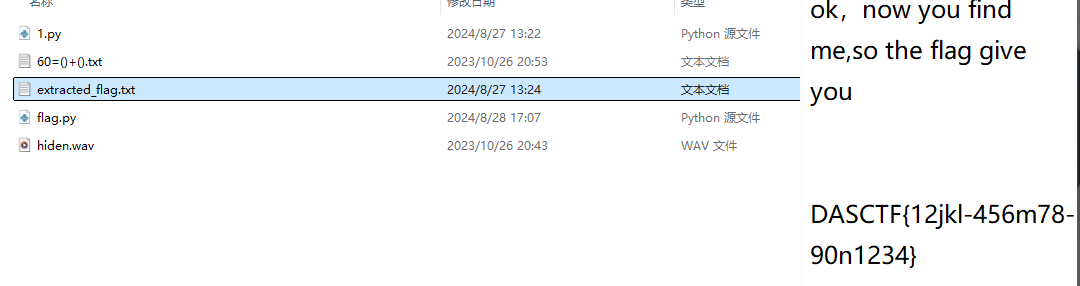 名称 修改日期 类型
1.py 2024/8/27 13:22 Python 源文件
60=()+().txt 2023/10/26 20:53 文本文档
extracted_flag.txt 2024/8/27 13:24 文本文档
flag.py 2024/8/28 17:07 Python 源文件
hiden.wav 2023/10/26 20:43 WAV 文件
ok，now you find
me,so the flag give
you
DASCTF{12jkl-456m78-
90n1234}